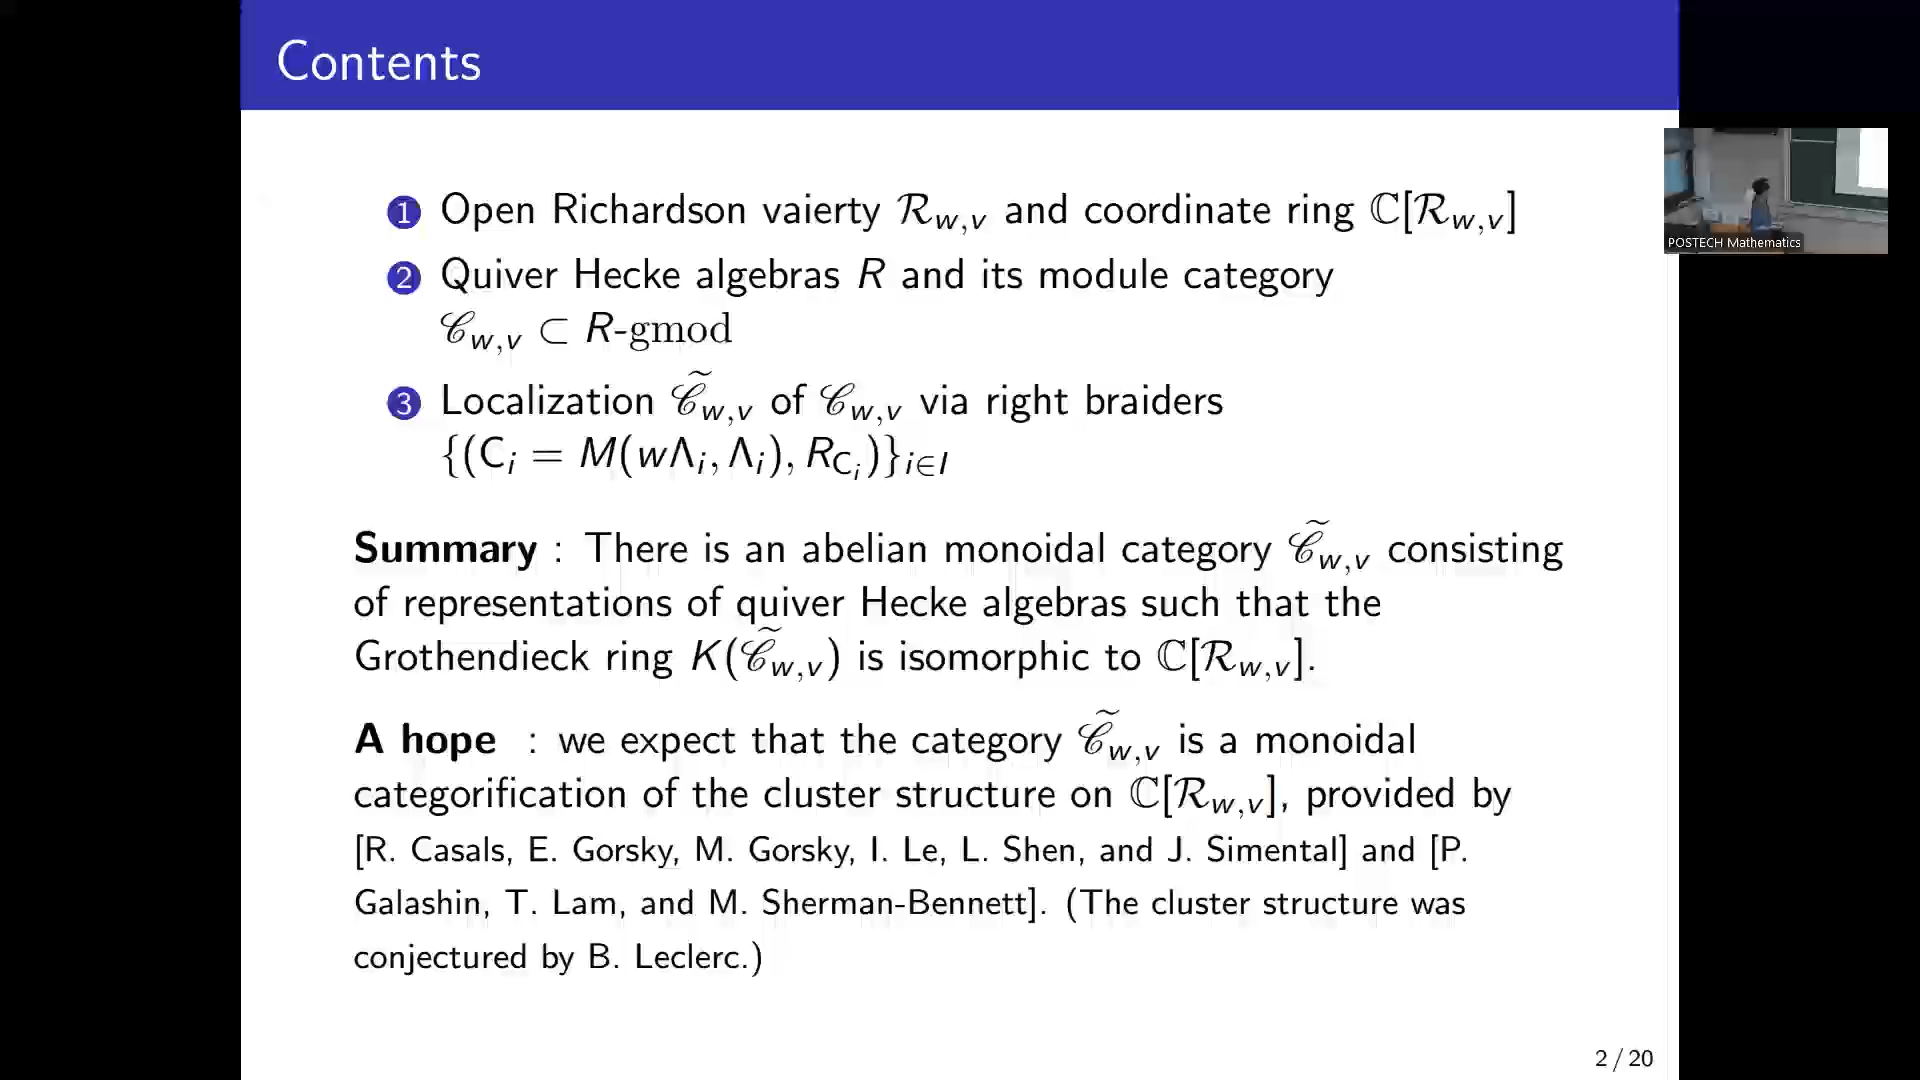 Contents
1 Open Richardson vaierty $\mathcal{R}_{w,v}$ and coordinate ring $\mathbb{C}[\mathcal{R}_{w,v}]$
2 Quiver Hecke algebras $R$ and its module category
$\mathscr{C}_{w,v} \subset R\text{-gmod}$
3 Localization $\widetilde{\mathscr{C}}_{w,v}$ of $\mathscr{C}_{w,v}$ via right braiders
$\{(\mathsf{C}_i = M(w\Lambda_i, \Lambda_i), R_{\mathsf{C}_i})\}_{i \in I}$
Summary : There is an abelian monoidal category $\widetilde{\mathscr{C}}_{w,v}$ consisting
of representations of quiver Hecke algebras such that the
Grothendieck ring $K(\widetilde{\mathscr{C}}_{w,v})$ is isomorphic to $\mathbb{C}[\mathcal{R}_{w,v}]$.
A hope : we expect that the category $\widetilde{\mathscr{C}}_{w,v}$ is a monoidal
categorification of the cluster structure on $\mathbb{C}[\mathcal{R}_{w,v}]$, provided by
[R. Casals, E. Gorsky, M. Gorsky, I. Le, L. Shen, and J. Simental] and [P.
Galashin, T. Lam, and M. Sherman-Bennett]. (The cluster structure was
conjectured by B. Leclerc.)
2 / 20
POSTECH Mathematics